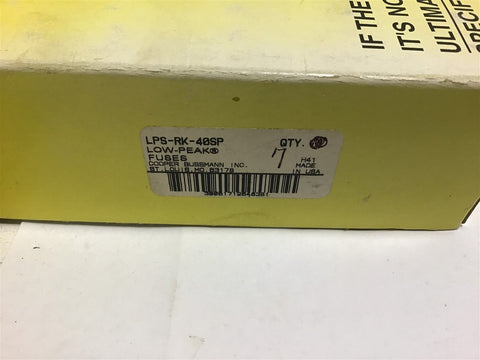 IF THE
IT'S NO
ULTIMA
SPECIF
LPS-RK-40SP QTY.
LOW-PEAK®
FUSES 7 H41
COOPER BUSSMANN INC. MADE
ST. LOUIS, MO. 63178 IN USA